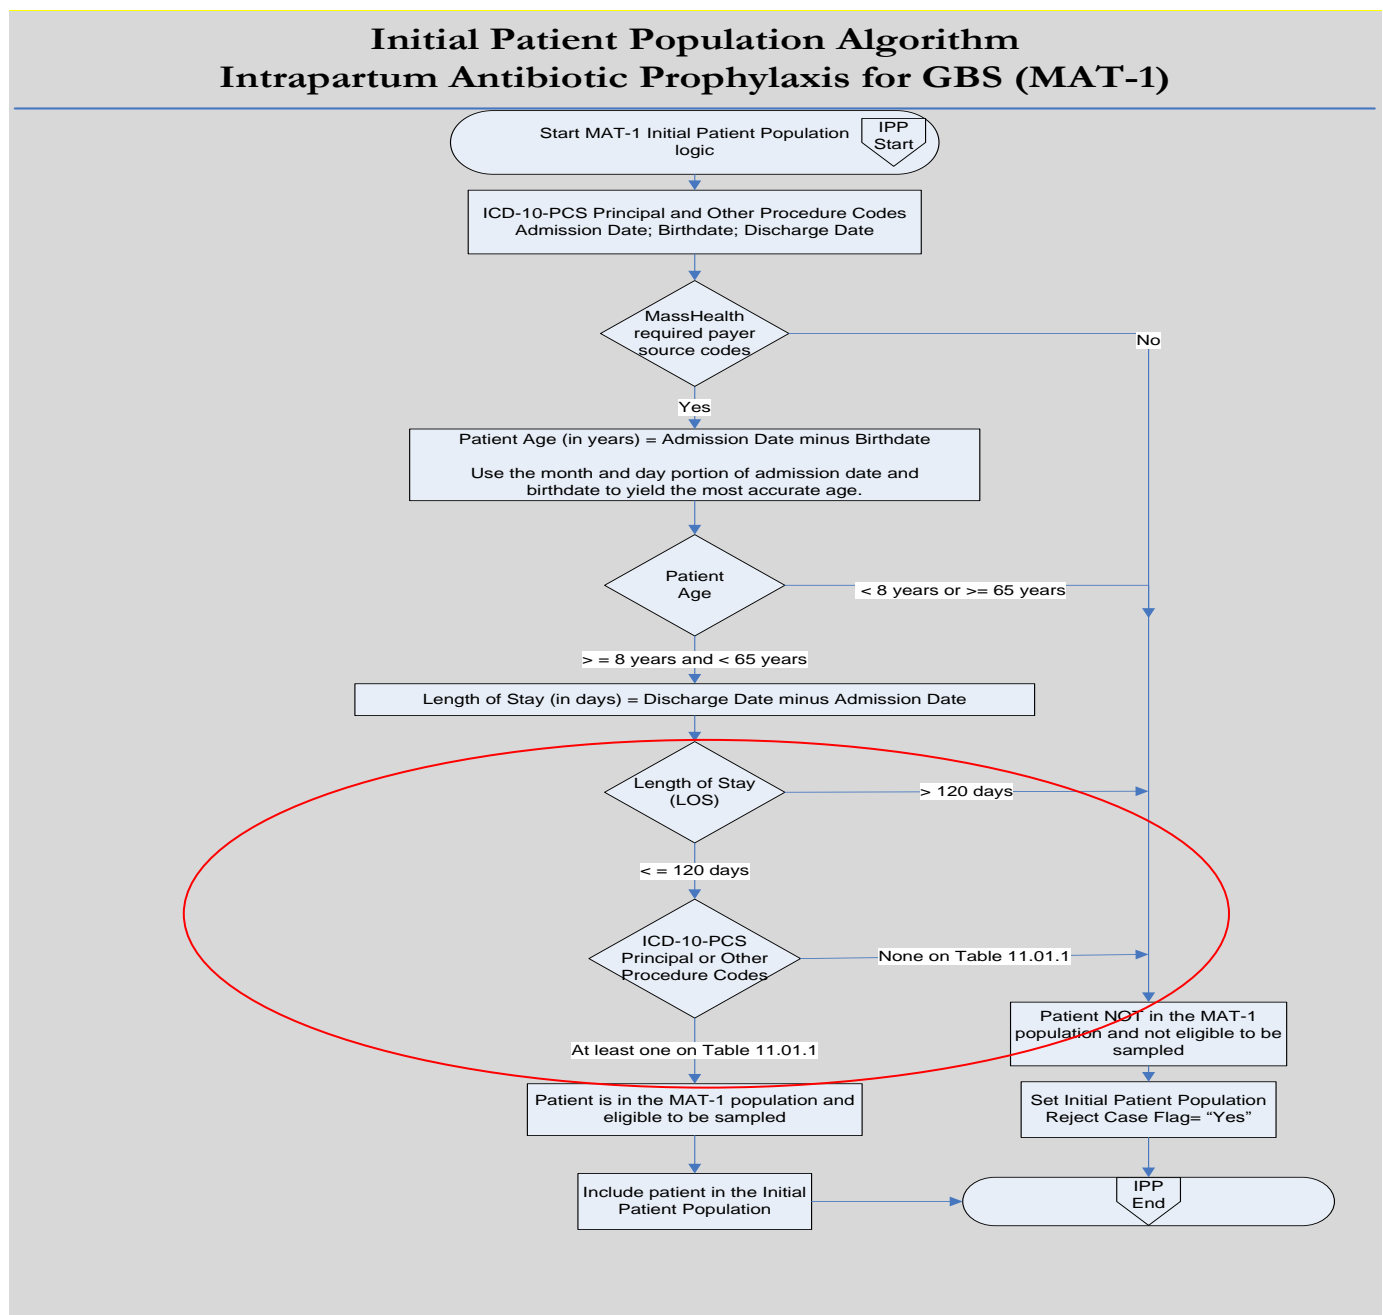 Initial Patient Population Algorithm
Intrapartum Antibiotic Prophylaxis for GBS (MAT-1)
Start MAT-1 Initial Patient Population
logic
IPP
Start
ICD-10-PCS Principal and Other Procedure Codes
Admission Date; Birthdate; Discharge Date
MassHealth
required payer
source codes
No
Yes
Patient Age (in years) = Admission Date minus Birthdate
Use the month and day portion of admission date and
birthdate to yield the most accurate age.
Patient
Age
< 8 years or >= 65 years
> = 8 years and < 65 years
Length of Stay (in days) = Discharge Date minus Admission Date
Length of Stay
(LOS)
> 120 days
< = 120 days
ICD-10-PCS
Principal or Other
Procedure Codes
None on Table 11.01.1
At least one on Table 11.01.1
Patient NOT in the MAT-1
population and not eligible to be
sampled
Patient is in the MAT-1 population and
eligible to be sampled
Set Initial Patient Population
Reject Case Flag= “Yes”
Include patient in the Initial
Patient Population
IPP
End